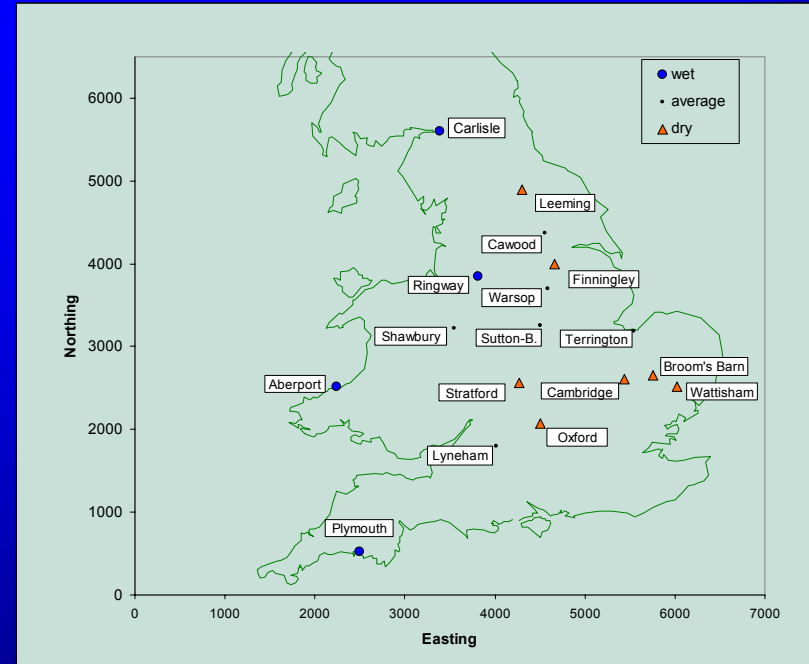 wet
average
dry
6000
5000
4000
3000
2000
1000
0
Northing
Carlisle
Leeming
Cawood
Finningley
Ringway
Warsop
Shawbury
Sutton-B.
Terrington
Broom's Barn
Aberport
Stratford
Cambridge
Wattisham
Oxford
Lyneham
Plymouth
0 1000 2000 3000 4000 5000 6000 7000
Easting